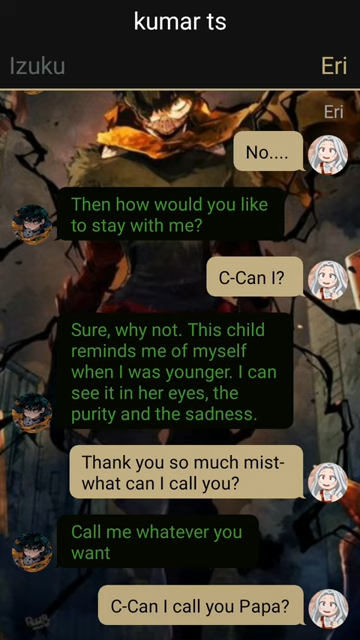 kumar ts
Izuku
Eri
Eri
No....
Then how would you like
to stay with me?
C-Can I?
Sure, why not. This child
reminds me of myself
when I was younger. I can
see it in her eyes, the
purity and the sadness.
Thank you so much mist-
what can I call you?
Call me whatever you
want
C-Can I call you Papa?